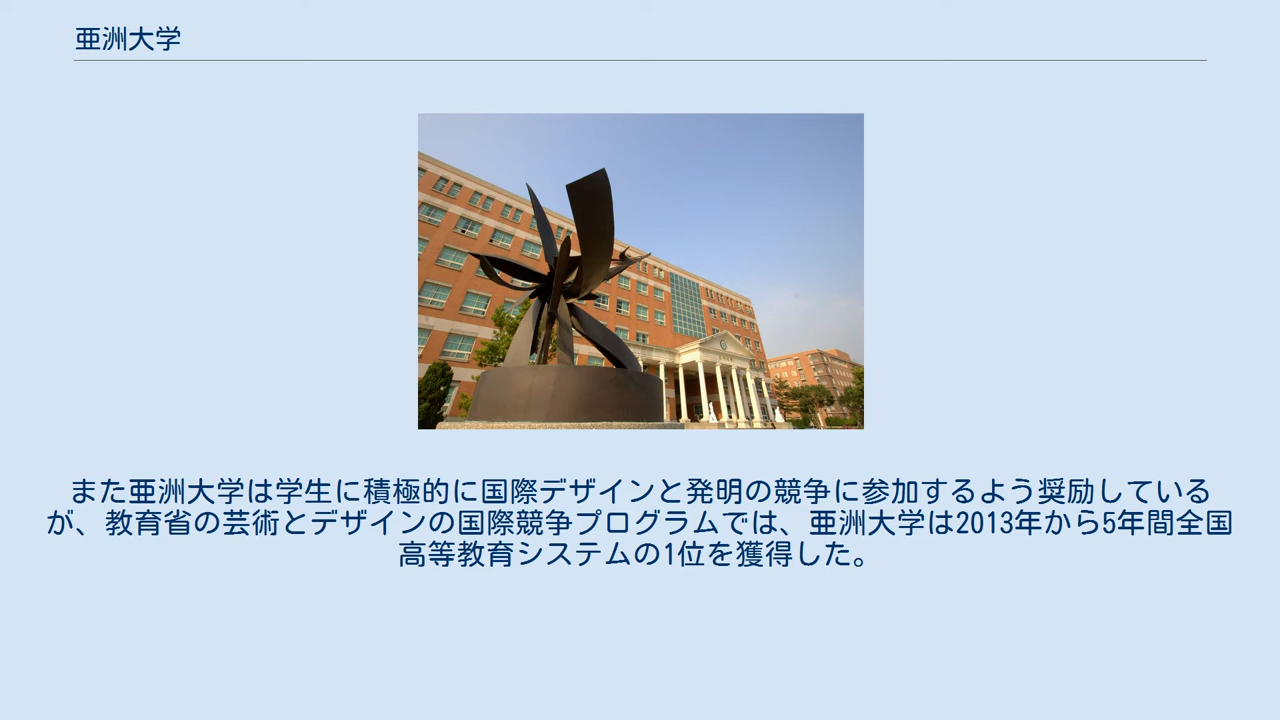 亜洲大学
また亜洲大学は学生に積極的に国際デザインと発明の競争に参加するよう奨励している
が、教育省の芸術とデザインの国際競争プログラムでは、亜洲大学は2013年から5年間全国
高等教育システムの1位を獲得した。